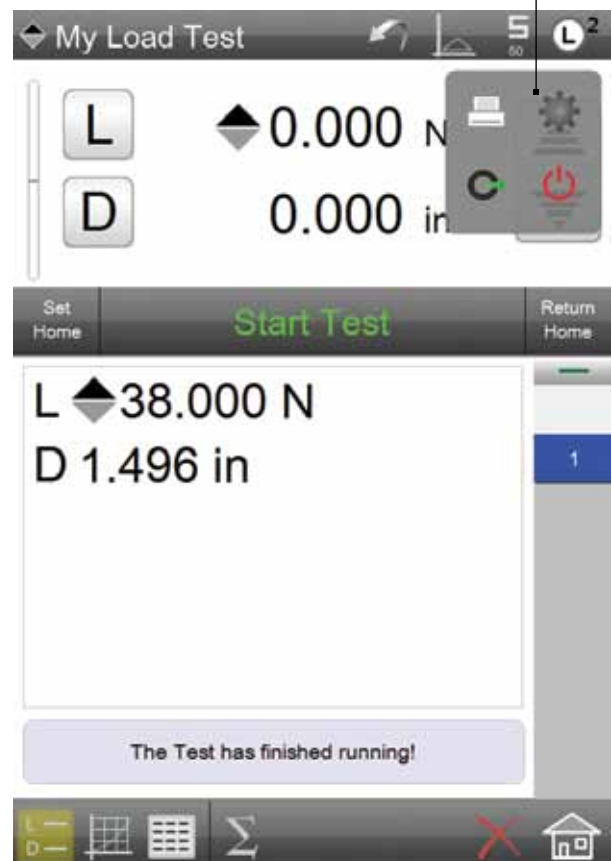 My Load Test 5 60 L 2
L 0.000 N
D 0.000 in
Set Home Start Test Return Home
L 38.000 N
D 1.496 in
1
The Test has finished running!
L D Σ